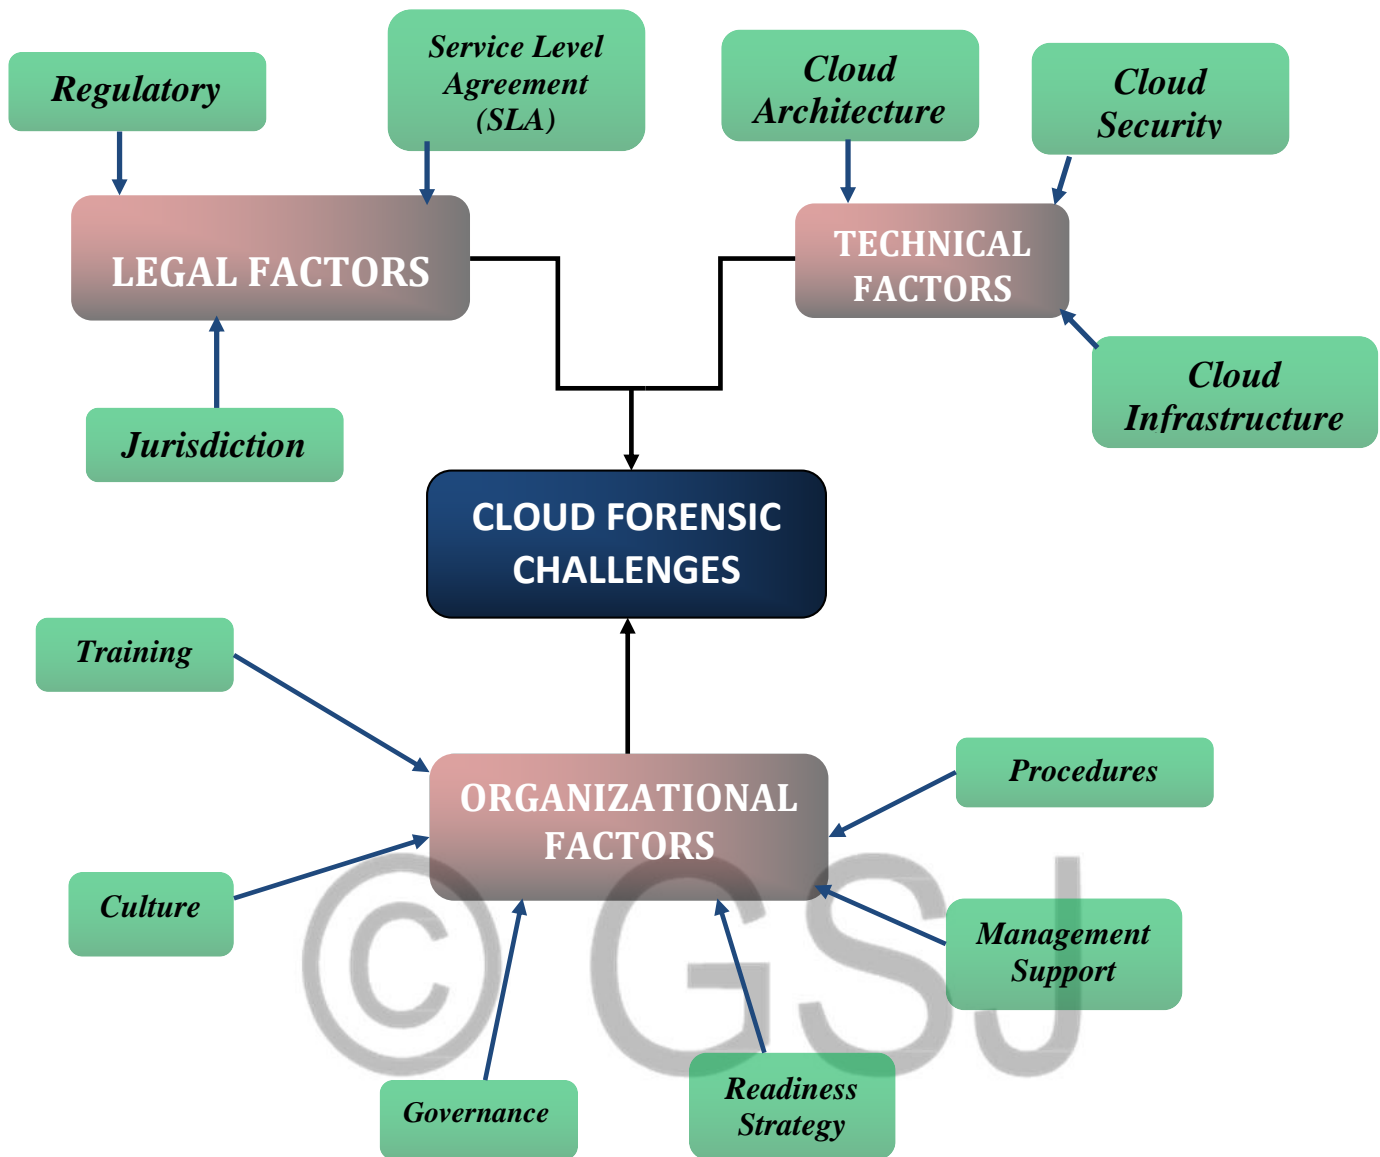 Regulatory
Service Level
Agreement
(SLA)
Cloud
Architecture
Cloud
Security
LEGAL FACTORS
TECHNICAL
FACTORS
Jurisdiction
Cloud
Infrastructure
CLOUD FORENSIC
CHALLENGES
Training
ORGANIZATIONAL
FACTORS
Procedures
Culture
Management
Support
Governance
Readiness
Strategy
© GSJ